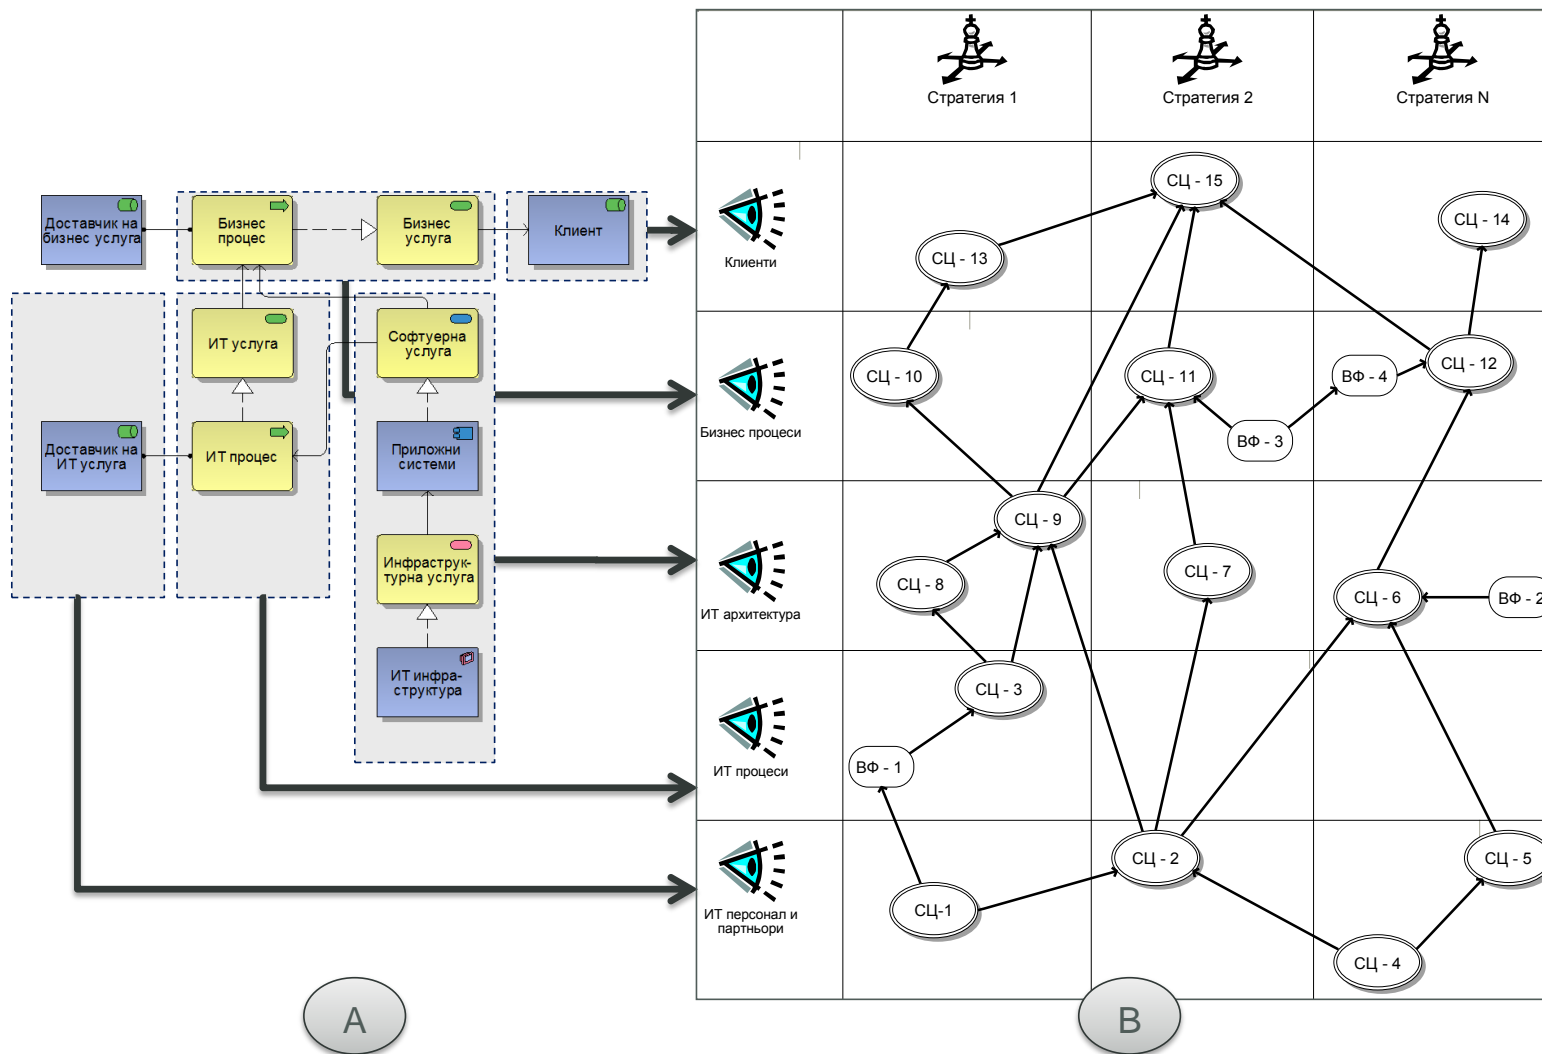 Стратегия 1
Стратегия 2
Стратегия N
Доставчик на
бизнес услуга
Бизнес
процес
Бизнес
услуга
Клиент
ИТ услуга
Софтуерна
услуга
Доставчик на
ИТ услуга
ИТ процес
Приложни
системи
Инфраструк-
турна услуга
ИТ инфра-
структура
Клиенти
Бизнес процеси
ИТ архитектура
ИТ процеси
ИТ персонал и
партньори
СЦ - 15
СЦ - 14
СЦ - 13
СЦ - 10
СЦ - 11
ВФ - 4
СЦ - 12
ВФ - 3
СЦ - 9
СЦ - 8
СЦ - 7
СЦ - 6
ВФ - 2
СЦ - 3
ВФ - 1
СЦ - 2
СЦ - 5
СЦ-1
СЦ - 4
A
B